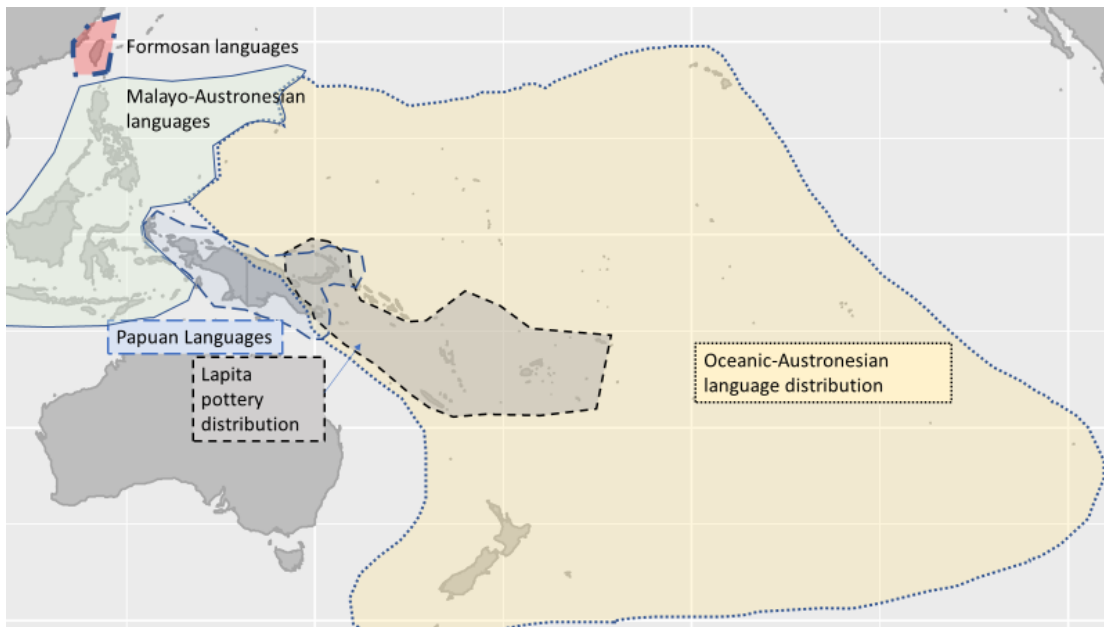 Formosan languages
Malayo-Austronesian
languages
Papuan Languages
Lapita
pottery
distribution
Oceanic-Austronesian
language distribution